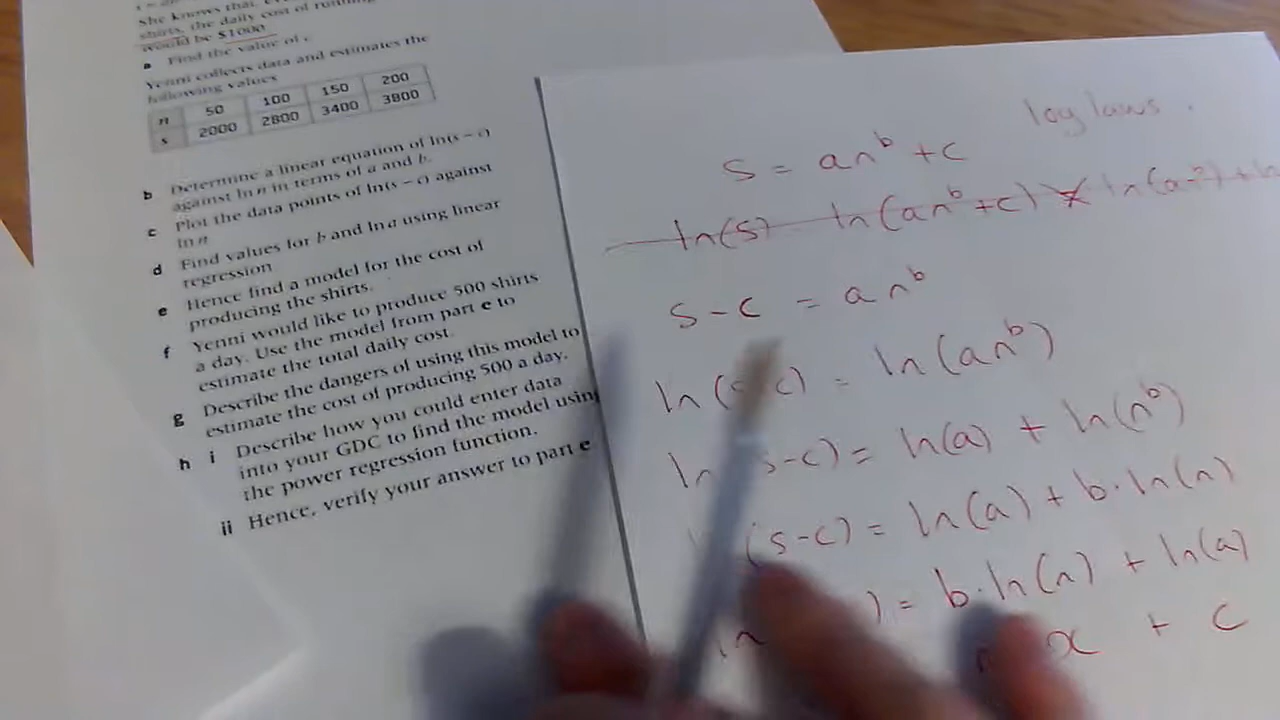 She knows that
shirts, the daily cost of running
would be $1000
a Find the value of c
Yenni collects data and estimates the
following values
n 50 100 150 200
s 2000 2800 3400 3800
b Determine a linear equation of ln(s − c)
against ln n in terms of a and b.
c Plot the data points of ln(s − c) against
ln n
d Find values for b and ln a using linear
regression
e Hence find a model for the cost of
producing the shirts.
f Yenni would like to produce 500 shirts
a day. Use the model from part e to
estimate the total daily cost.
g Describe the dangers of using this model to
estimate the cost of producing 500 a day.
h i Describe how you could enter data
into your GDC to find the model using
the power regression function.
ii Hence, verify your answer to part e
log laws.
s = an^b + c
ln(s) ln(an^b + c) ln(an^b) + ln
s − c = an^b
ln( c) = ln(an^b)
ln s − c) = ln(a) + ln(n^b)
(s − c) = ln(a) + b·ln(n)
ln ) = b·ln(n) + ln(a)
x + c